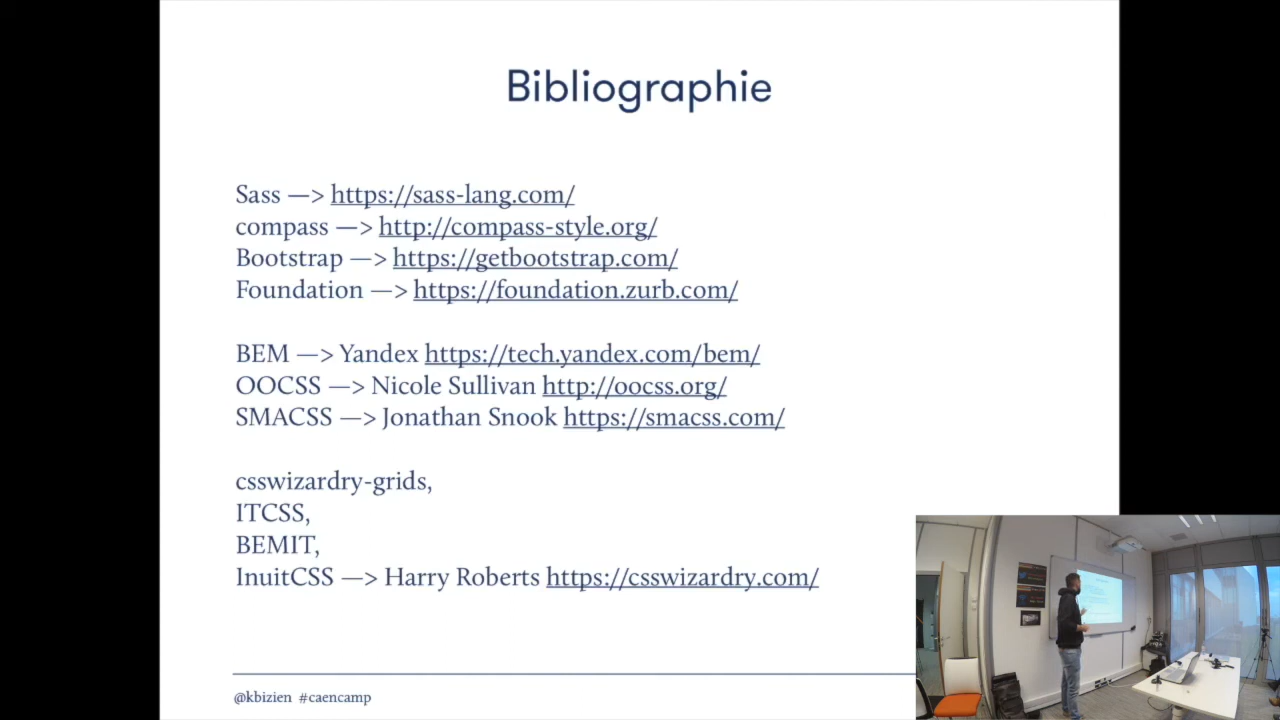 Bibliographie
Sass —> https://sass-lang.com/
compass —> http://compass-style.org/
Bootstrap —> https://getbootstrap.com/
Foundation —> https://foundation.zurb.com/
BEM —> Yandex https://tech.yandex.com/bem/
OOCSS —> Nicole Sullivan http://oocss.org/
SMACSS —> Jonathan Snook https://smacss.com/
csswizardry-grids,
ITCSS,
BEMIT,
InuitCSS —> Harry Roberts https://csswizardry.com/
@kbizien #caencamp